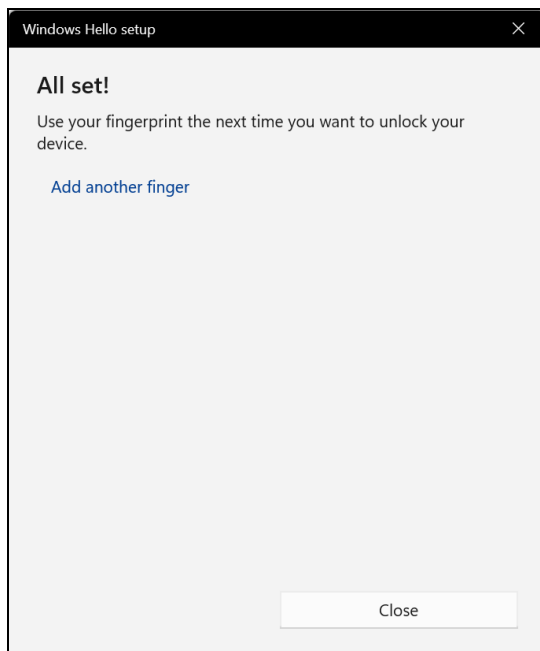 Windows Hello setup
All set!
Use your fingerprint the next time you want to unlock your
device.
Add another finger
Close